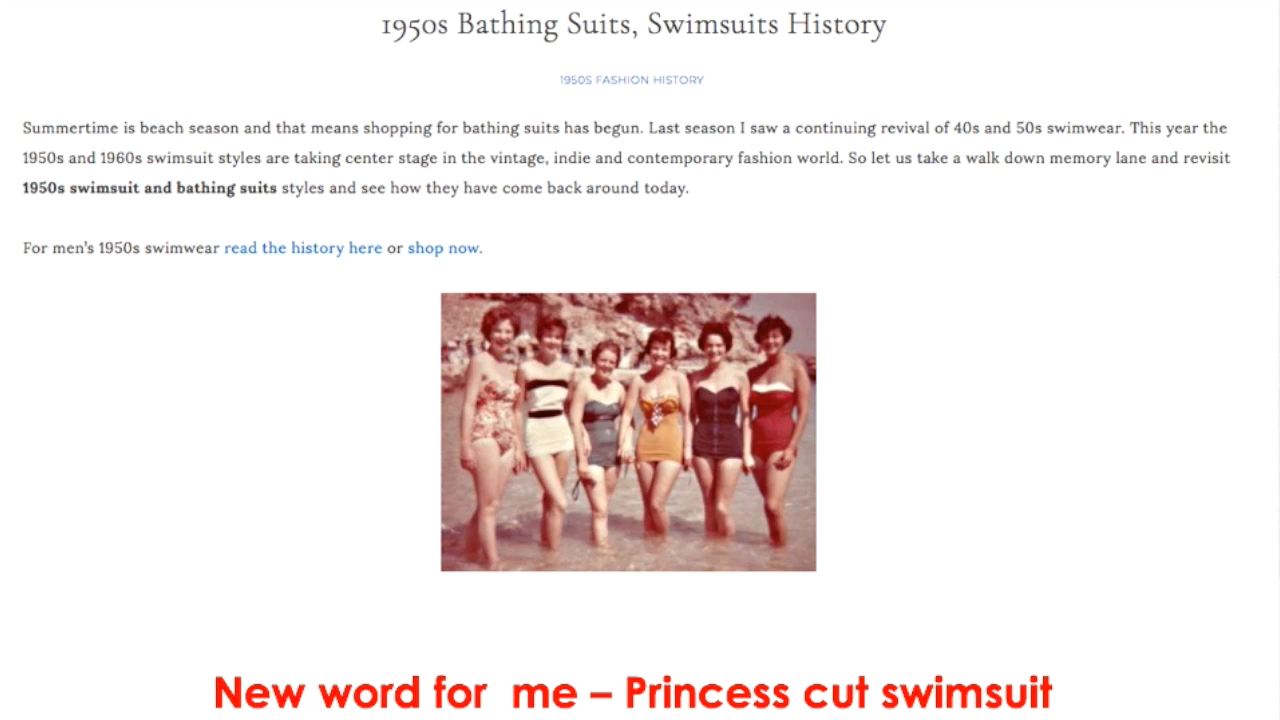 1950s Bathing Suits, Swimsuits History
1950S FASHION HISTORY
Summertime is beach season and that means shopping for bathing suits has begun. Last season I saw a continuing revival of 40s and 50s swimwear. This year the
1950s and 1960s swimsuit styles are taking center stage in the vintage, indie and contemporary fashion world. So let us take a walk down memory lane and revisit
1950s swimsuit and bathing suits styles and see how they have come back around today.
For men's 1950s swimwear read the history here or shop now.
New word for  me – Princess cut swimsuit